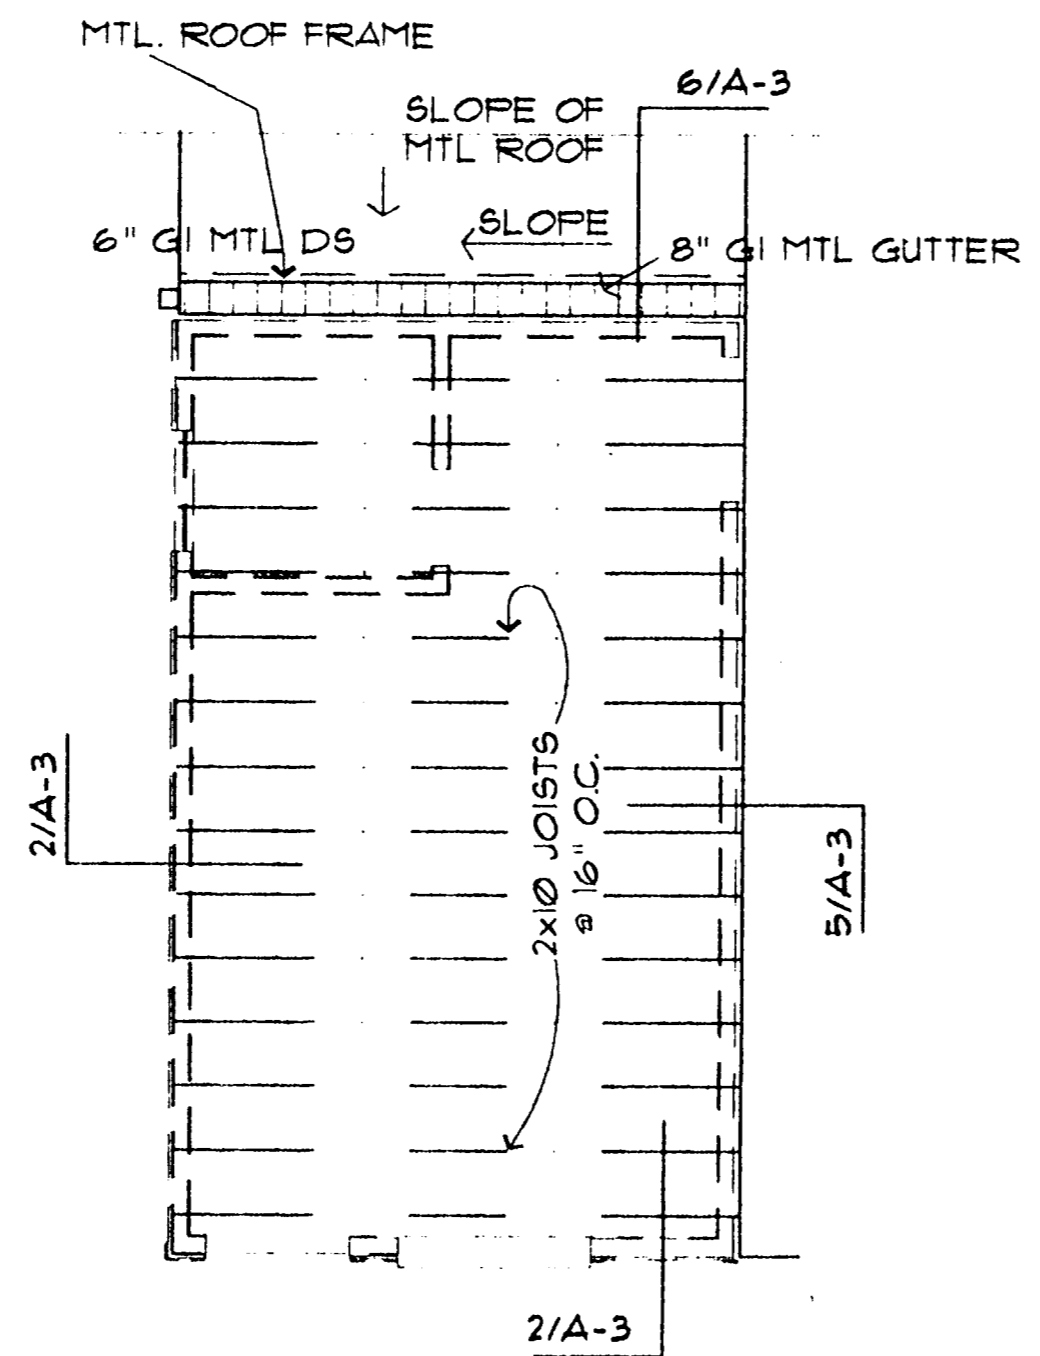 MTL. ROOF FRAME
6/A-3
SLOPE OF
MTL ROOF
SLOPE
6" GI MTL DS
8" GI MTL GUTTER
2/A-3
2x10 JOISTS
@ 16" O.C.
5/A-3
2/A-3